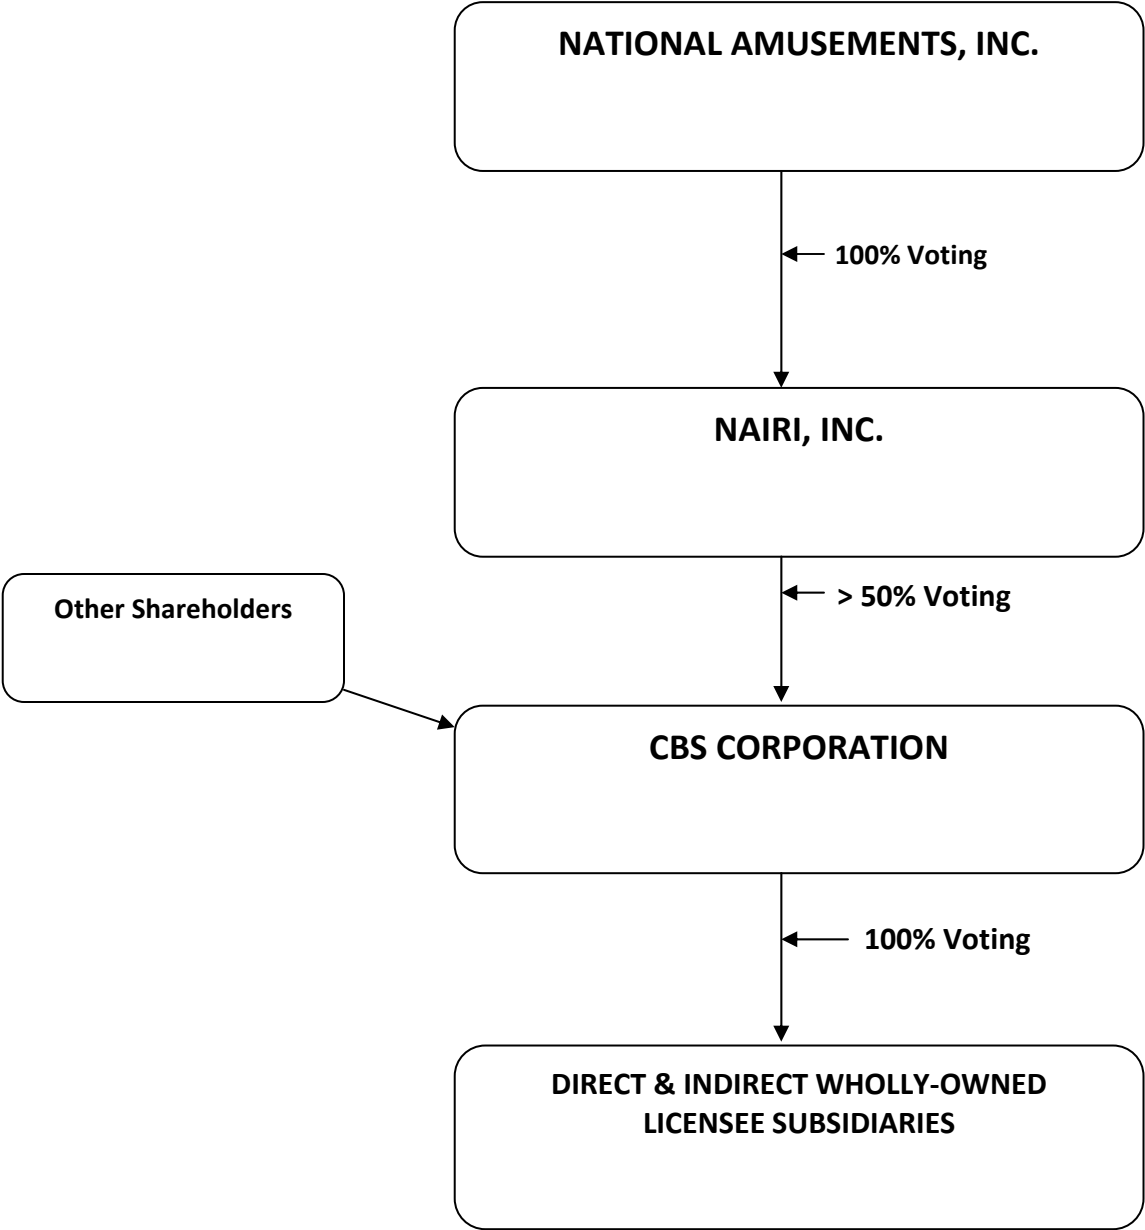 NATIONAL AMUSEMENTS, INC.
100% Voting
NAIRI, INC.
> 50% Voting
Other Shareholders
CBS CORPORATION
100% Voting
DIRECT & INDIRECT WHOLLY-OWNED
LICENSEE SUBSIDIARIES